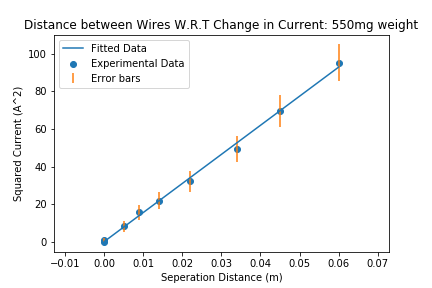 Distance between Wires W.R.T Change in Current: 550mg weight
Fitted Data
Experimental Data
Error bars
Squared Current (A^2)
100
80
60
40
20
0
-0.01 0.00 0.01 0.02 0.03 0.04 0.05 0.06 0.07
Seperation Distance (m)